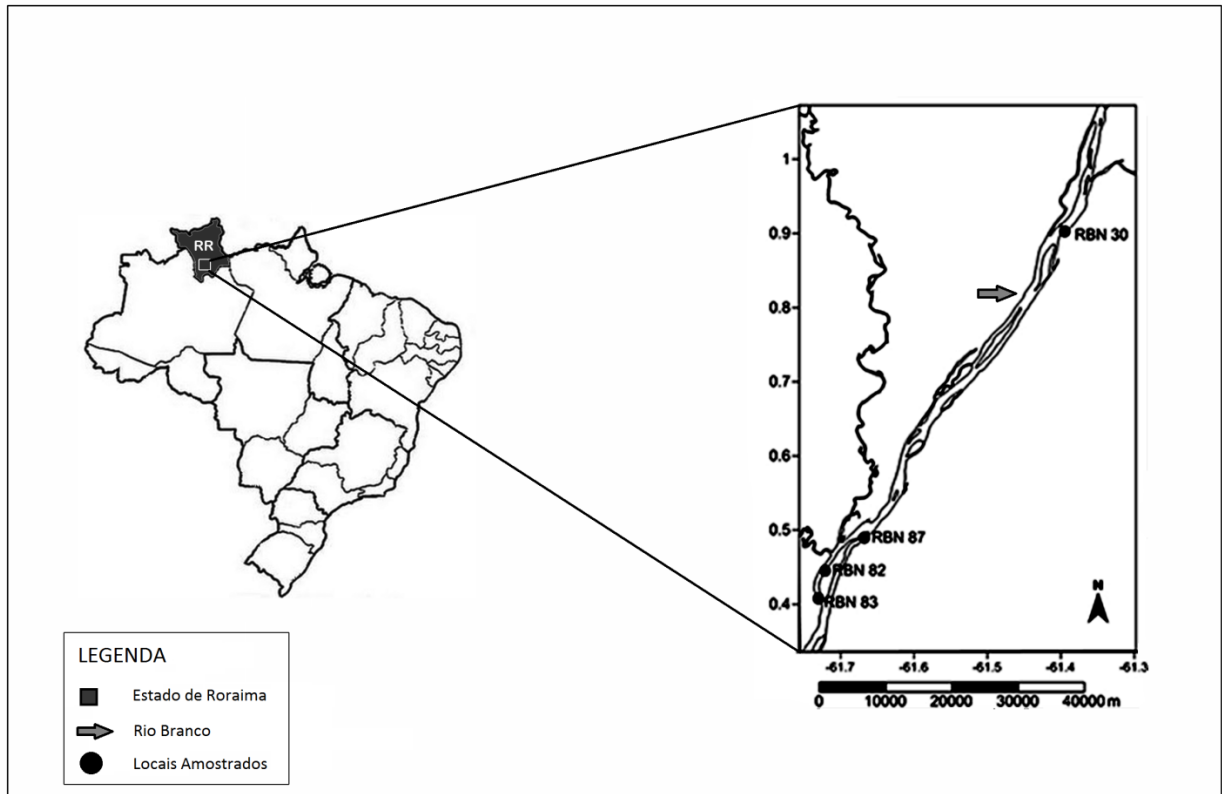 RR
1
0.9
0.8
0.7
0.6
0.5
0.4
RBN 30
RBN 87
RBN 82
RBN 83
N
-61.7 -61.6 -61.5 -61.4 -61.3
0 10000 20000 30000 40000 m
LEGENDA
Estado de Roraima
Rio Branco
Locais Amostrados